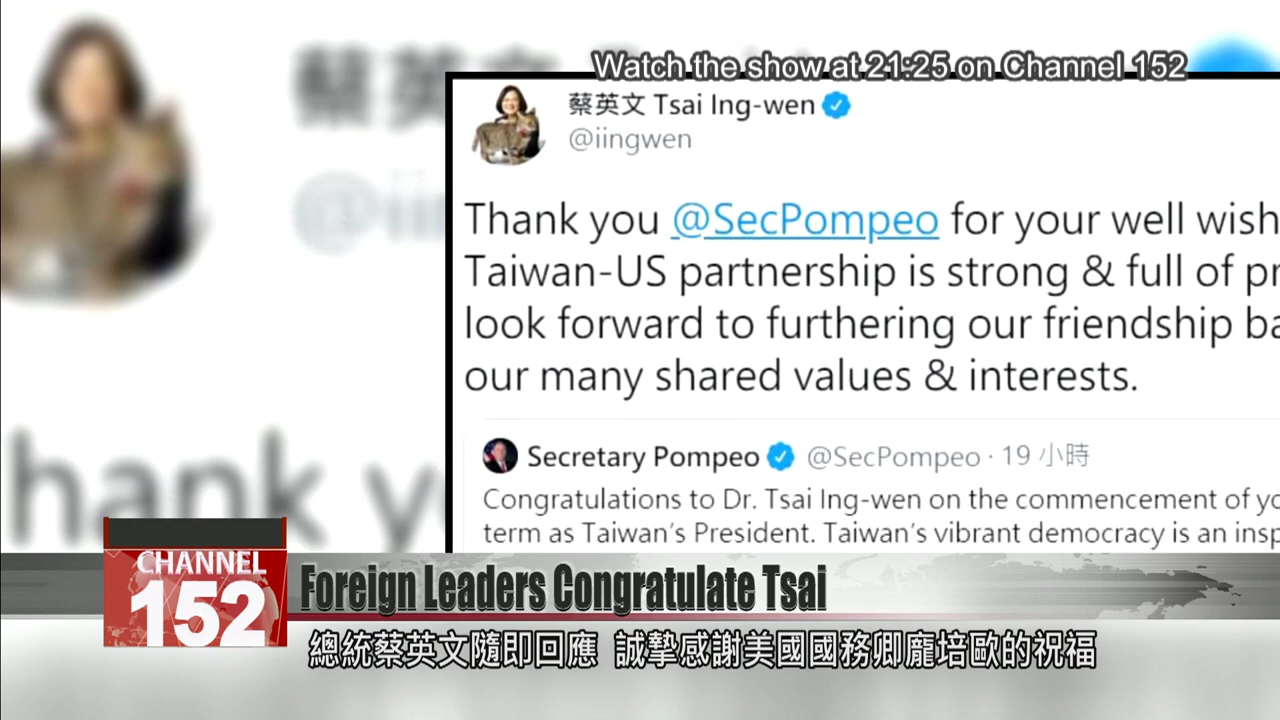 Watch the show at 21:25 on Channel 152
蔡英文 Tsai Ing-wen
@iingwen
Thank you @SecPompeo for your well wish
Taiwan-US partnership is strong & full of pr
look forward to furthering our friendship ba
our many shared values & interests.
Secretary Pompeo @SecPompeo · 19 小時
Congratulations to Dr. Tsai Ing-wen on the commencement of yo
term as Taiwan's President. Taiwan's vibrant democracy is an insp
hank y
CHANNEL
152
Foreign Leaders Congratulate Tsai
總統蔡英文隨即回應 誠摯感謝美國國務卿龐培歐的祝福